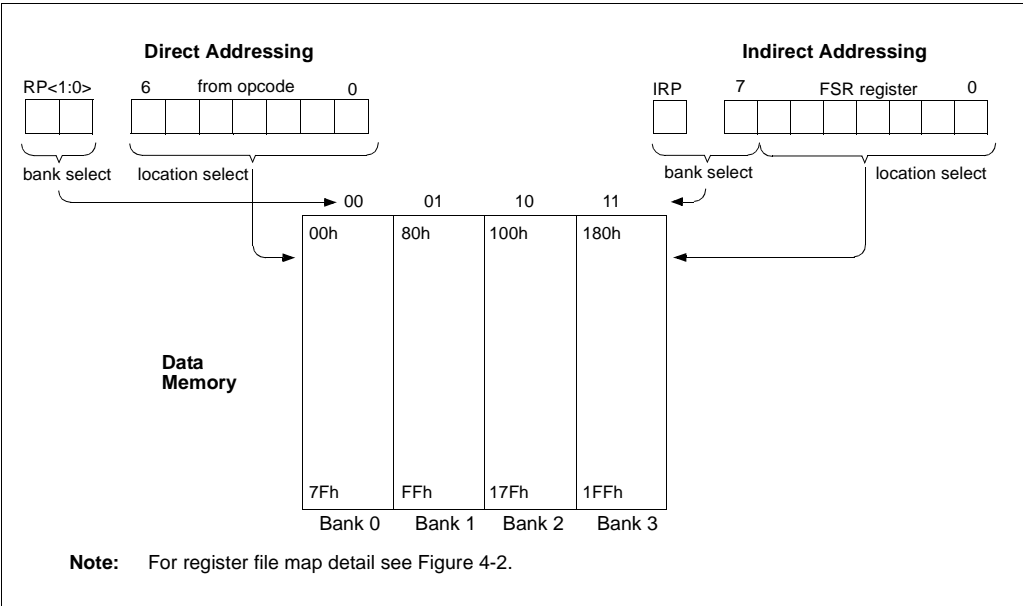 Direct Addressing
Indirect Addressing
RP<1:0> 6 from opcode 0
IRP 7 FSR register 0
bank select location select
bank select location select
00 01 10 11
00h 80h 100h 180h
Data
Memory
7Fh FFh 17Fh 1FFh
Bank 0 Bank 1 Bank 2 Bank 3
Note: For register file map detail see Figure 4-2.